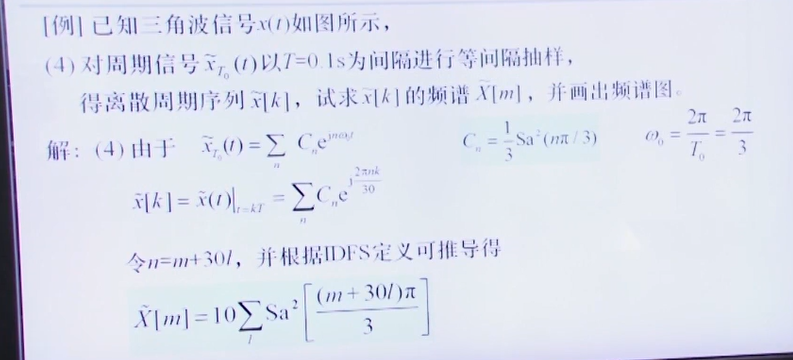 [例] 已知三角波信号x(t)如图所示，
(4) 对周期信号x̃_{T₀}(t)以T=0.1s为间隔进行等间隔抽样，
得离散周期序列x̃[k]，试求x̃[k]的频谱X̃[m]，并画出频谱图。
解：(4) 由于 x̃_{T₀}(t)=∑_n C_n e^{jnω₀t} C_n=1/3 Sa²(nπ/3) ω₀=2π/T₀=2π/3
x̃[k]=x̃(t)|_{t=kT}=∑_n C_n e^{j2πnk/30}
令n=m+30l，并根据IDFS定义可推导得
X̃[m]=10∑_l Sa²[(m+30l)π/3]